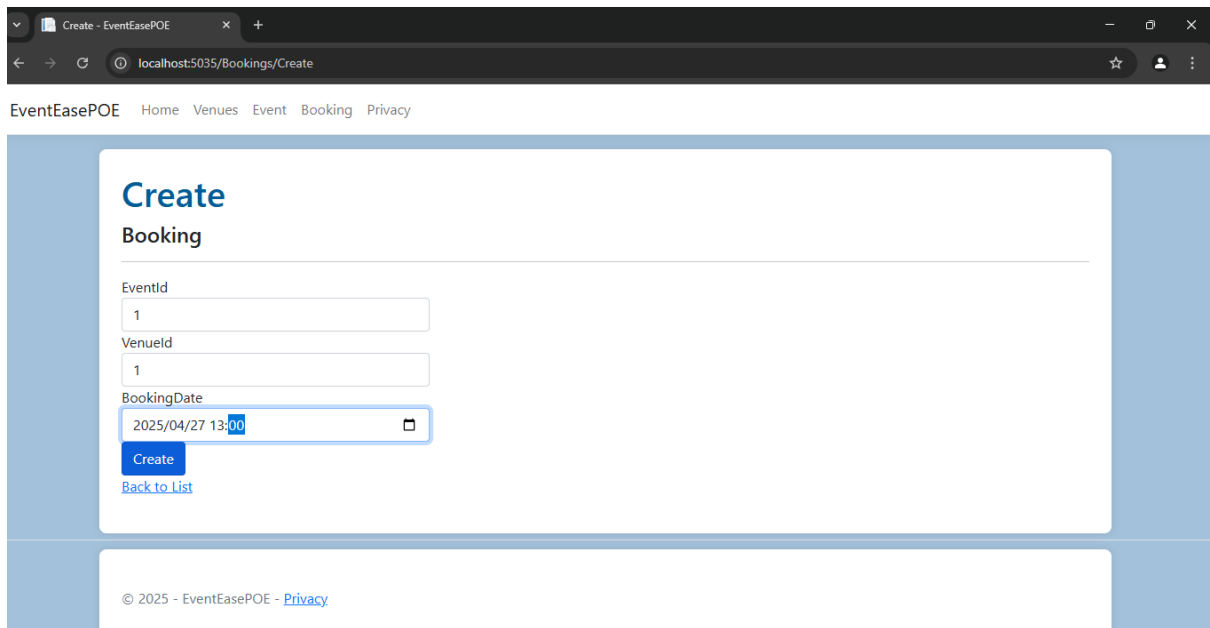 Create - EventEasePOE
localhost:5035/Bookings/Create
EventEasePOE Home Venues Event Booking Privacy
Create
Booking
EventId
1
VenueId
1
BookingDate
2025/04/27 13:00
Create
Back to List
© 2025 - EventEasePOE - Privacy